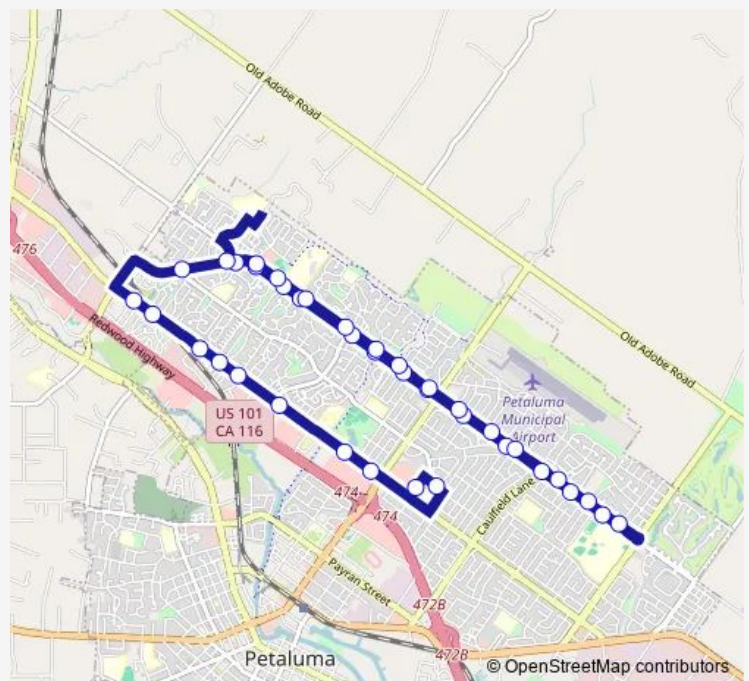 Old Adobe Road
476
Redwood Highway
Old Adobe Road
Petaluma
Municipal
Airport
US 101
CA 116
474
474
Caulfield Lane
Payran Street
472B
472B
Petaluma
© OpenStreetMap contributors